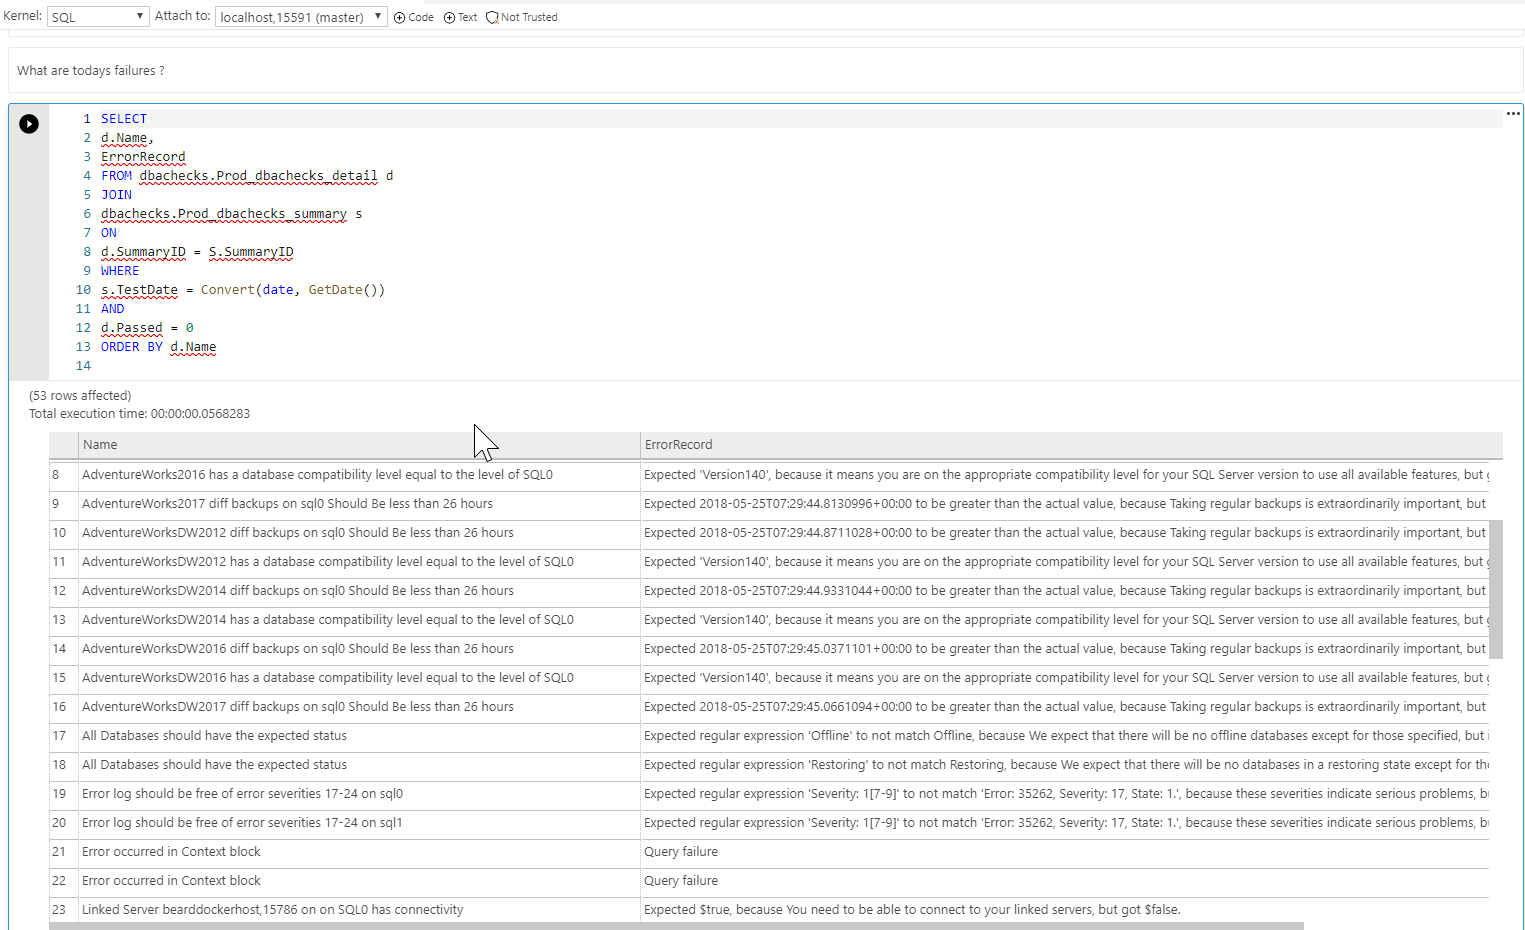 Kernel: SQL Attach to: localhost,15591 (master) Code Text Not Trusted
What are todays failures ?
1 SELECT
2 d.Name,
3 ErrorRecord
4 FROM dbachecks.Prod_dbachecks_detail d
5 JOIN
6 dbachecks.Prod_dbachecks_summary s
7 ON
8 d.SummaryID = S.SummaryID
9 WHERE
10 s.TestDate = Convert(date, GetDate())
11 AND
12 d.Passed = 0
13 ORDER BY d.Name
14
(53 rows affected)
Total execution time: 00:00:00.0568283
Name ErrorRecord
8 AdventureWorks2016 has a database compatibility level equal to the level of SQL0 Expected 'Version140', because it means you are on the appropriate compatibility level for your SQL Server version to use all available features, but
9 AdventureWorks2017 diff backups on sql0 Should Be less than 26 hours Expected 2018-05-25T07:29:44.8130996+00:00 to be greater than the actual value, because Taking regular backups is extraordinarily important, but
10 AdventureWorksDW2012 diff backups on sql0 Should Be less than 26 hours Expected 2018-05-25T07:29:44.8711028+00:00 to be greater than the actual value, because Taking regular backups is extraordinarily important, but
11 AdventureWorksDW2012 has a database compatibility level equal to the level of SQL0 Expected 'Version140', because it means you are on the appropriate compatibility level for your SQL Server version to use all available features, but
12 AdventureWorksDW2014 diff backups on sql0 Should Be less than 26 hours Expected 2018-05-25T07:29:44.9331044+00:00 to be greater than the actual value, because Taking regular backups is extraordinarily important, but
13 AdventureWorksDW2014 has a database compatibility level equal to the level of SQL0 Expected 'Version140', because it means you are on the appropriate compatibility level for your SQL Server version to use all available features, but
14 AdventureWorksDW2016 diff backups on sql0 Should Be less than 26 hours Expected 2018-05-25T07:29:45.0371101+00:00 to be greater than the actual value, because Taking regular backups is extraordinarily important, but
15 AdventureWorksDW2016 has a database compatibility level equal to the level of SQL0 Expected 'Version140', because it means you are on the appropriate compatibility level for your SQL Server version to use all available features, but
16 AdventureWorksDW2017 diff backups on sql0 Should Be less than 26 hours Expected 2018-05-25T07:29:45.0661094+00:00 to be greater than the actual value, because Taking regular backups is extraordinarily important, but
17 All Databases should have the expected status Expected regular expression 'Offline' to not match Offline, because We expect that there will be no offline databases except for those specified, but
18 All Databases should have the expected status Expected regular expression 'Restoring' to not match Restoring, because We expect that there will be no databases in a restoring state except for
19 Error log should be free of error severities 17-24 on sql0 Expected regular expression 'Severity: 1[7-9]' to not match 'Error: 35262, Severity: 17, State: 1.', because these severities indicate serious problems,
20 Error log should be free of error severities 17-24 on sql1 Expected regular expression 'Severity: 1[7-9]' to not match 'Error: 35262, Severity: 17, State: 1.', because these severities indicate serious problems,
21 Error occurred in Context block Query failure
22 Error occurred in Context block Query failure
23 Linked Server bearddockerhost,15786 on on SQL0 has connectivity Expected $true, because You need to be able to connect to your linked servers, but got $false.